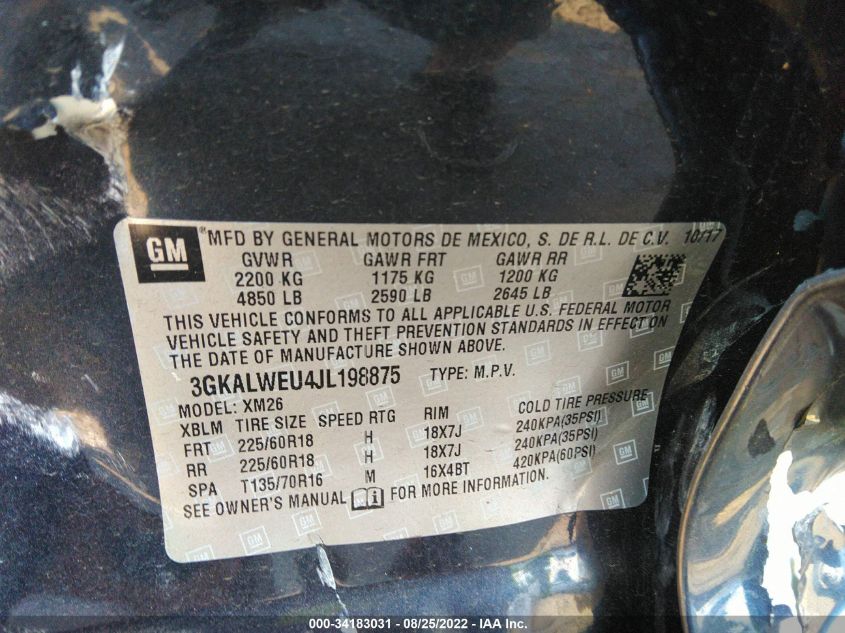 GM ® MFD BY GENERAL MOTORS DE MEXICO, S. DE R.L. DE C.V. 10/17
GVWR GAWR FRT GAWR RR
2200 KG 1175 KG 1200 KG
4850 LB 2590 LB 2645 LB
THIS VEHICLE CONFORMS TO ALL APPLICABLE U.S. FEDERAL MOTOR
VEHICLE SAFETY AND THEFT PREVENTION STANDARDS IN EFFECT ON
THE DATE OF MANUFACTURE SHOWN ABOVE.
3GKALWEU4JL198875 TYPE: M.P.V.
MODEL: XM26
XBLM TIRE SIZE SPEED RTG RIM COLD TIRE PRESSURE
FRT 225/60R18 H 18X7J 240KPA(35PSI)
RR 225/60R18 H 18X7J 240KPA(35PSI)
SPA T135/70R16 M 16X4BT 420KPA(60PSI)
SEE OWNER'S MANUAL FOR MORE INFORMATION.
000-34183031 - 08/25/2022 - IAA Inc.